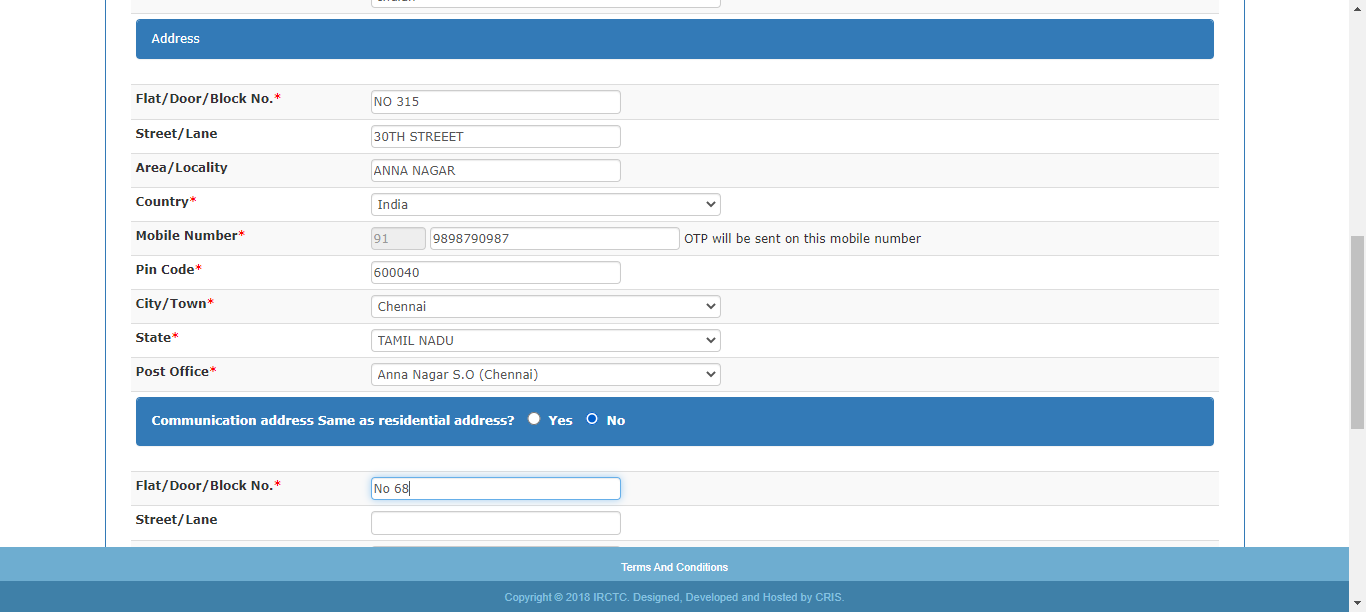 Address
Flat/Door/Block No.* NO 315
Street/Lane 30TH STREEET
Area/Locality ANNA NAGAR
Country* India
Mobile Number* 91 9898790987 OTP will be sent on this mobile number
Pin Code* 600040
City/Town* Chennai
State* TAMIL NADU
Post Office* Anna Nagar S.O (Chennai)
Communication address Same as residential address? Yes No
Flat/Door/Block No.* No 68
Street/Lane
Terms And Conditions
Copyright © 2018 IRCTC. Designed, Developed and Hosted by CRIS.